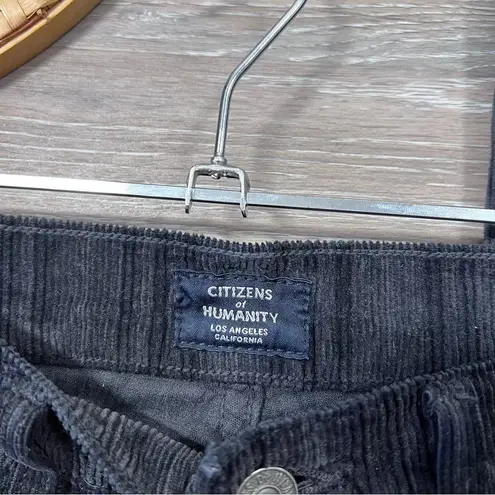 CITIZENS
of
HUMANITY
LOS ANGELES
CALIFORNIA